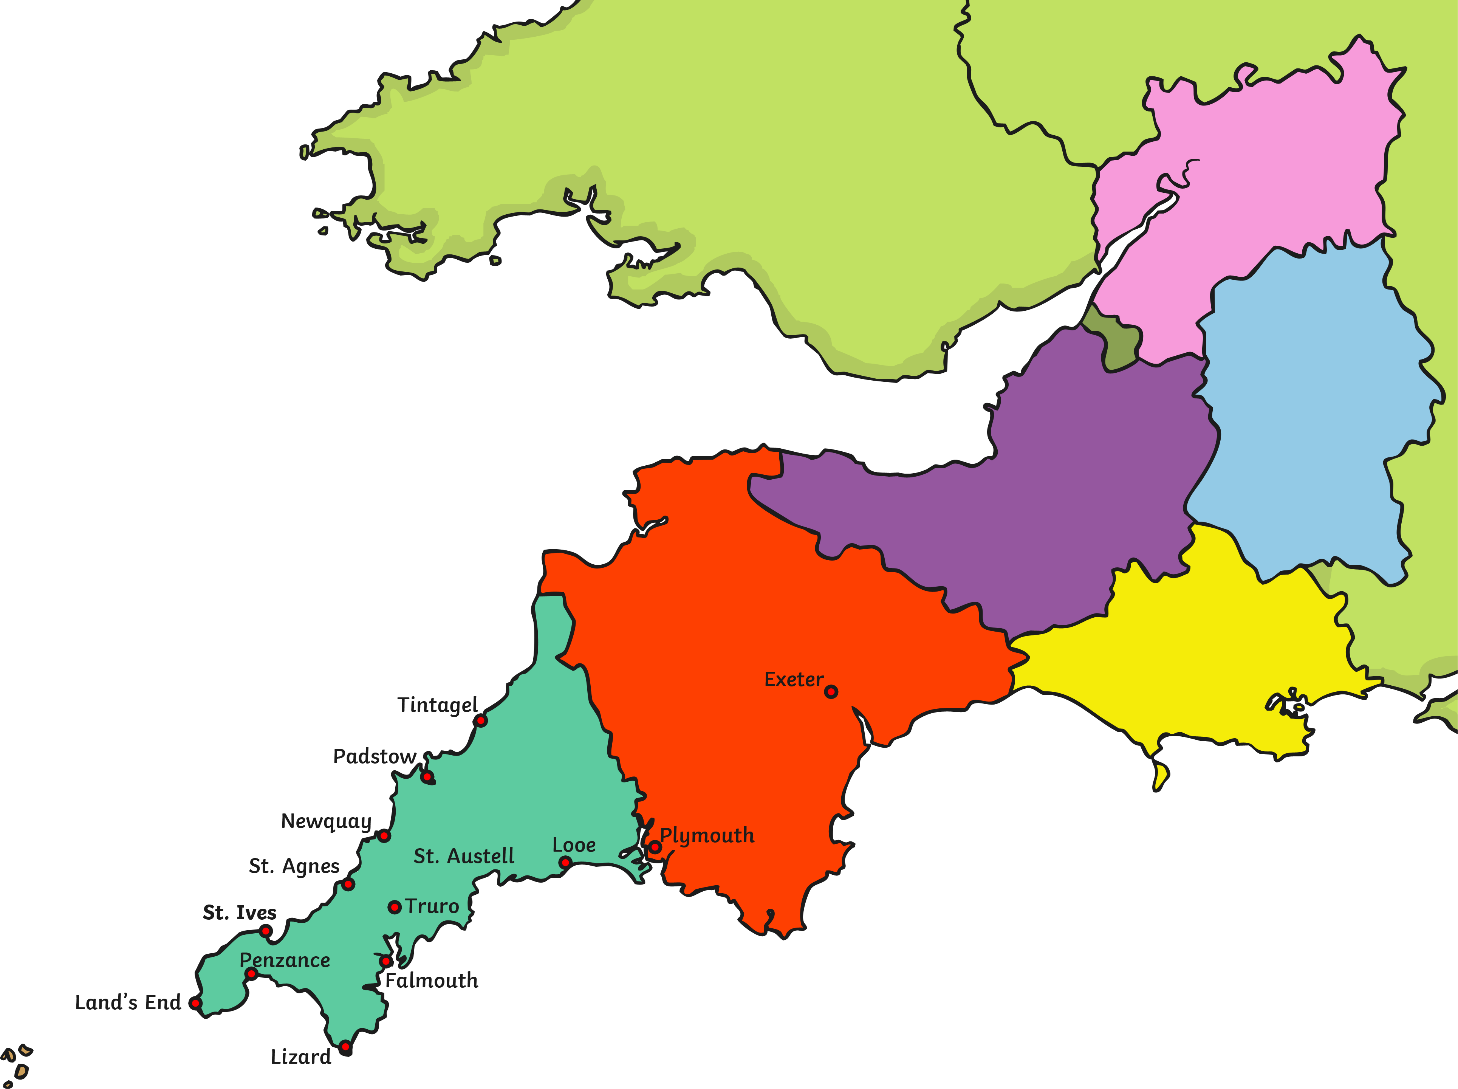 Exeter
Tintagel
Padstow
Newquay
Plymouth
Looe
St. Austell
St. Agnes
Truro
St. Ives
Penzance
Falmouth
Land's End
Lizard